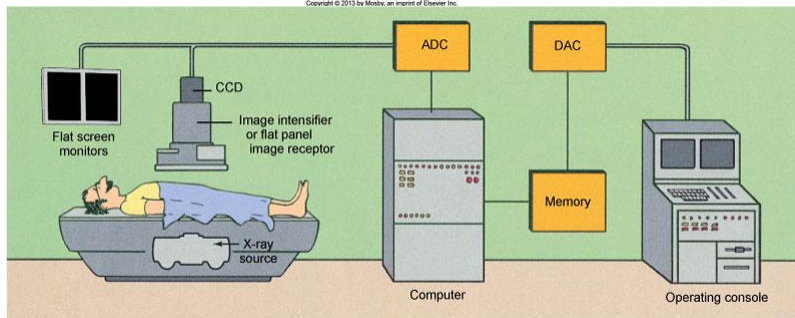 Copyright © 2013 by Mosby, an imprint of Elsevier Inc.
ADC
DAC
CCD
Flat screen
monitors
Image intensifier
or flat panel
image receptor
Memory
X-ray
source
Computer
Operating console